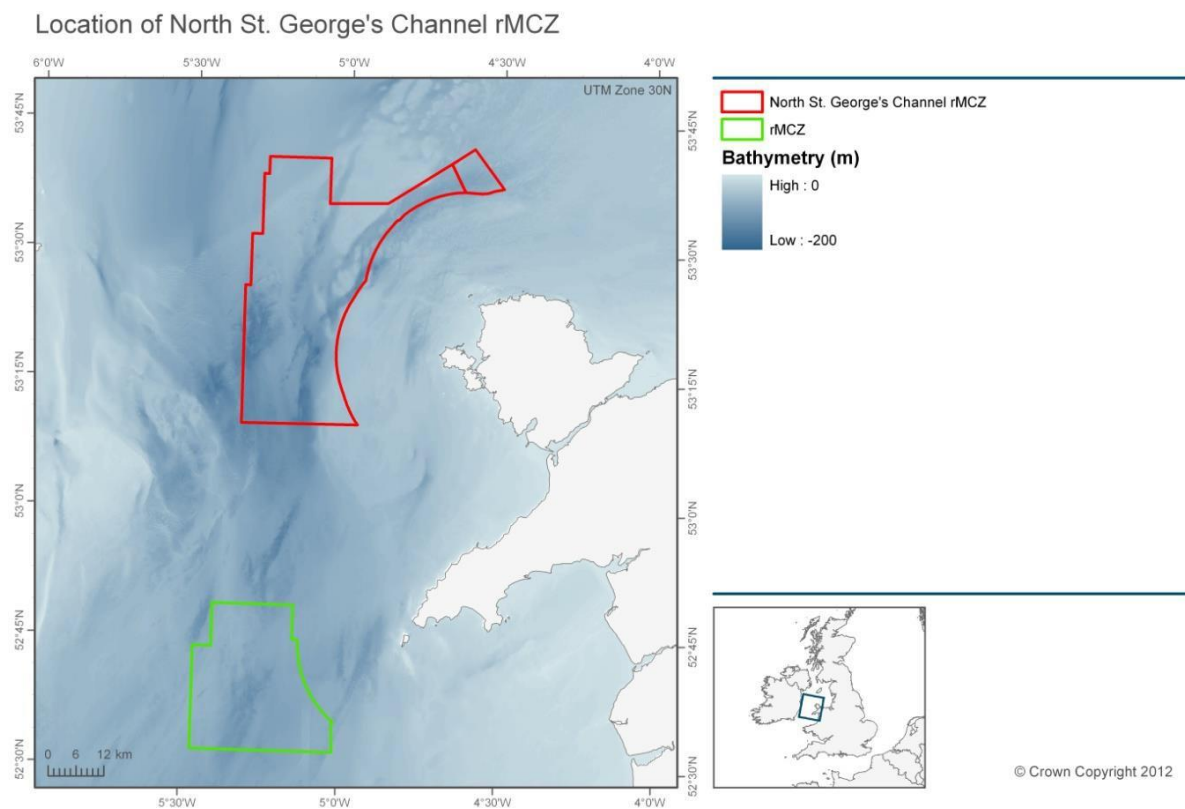 Location of North St. George's Channel rMCZ
6°0'W 5°30'W 5°0'W 4°30'W 4°0'W
UTM Zone 30N
53°45'N 53°45'N
53°30'N 53°30'N
53°15'N 53°15'N
53°0'N 53°0'N
52°45'N 52°45'N
52°30'N 52°30'N
0 6 12 km
5°30'W 5°0'W 4°30'W 4°0'W
North St. George's Channel rMCZ
rMCZ
Bathymetry (m)
High : 0
Low : -200
© Crown Copyright 2012